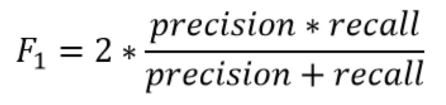 F₁ = 2 * (precision * recall) / (precision + recall)